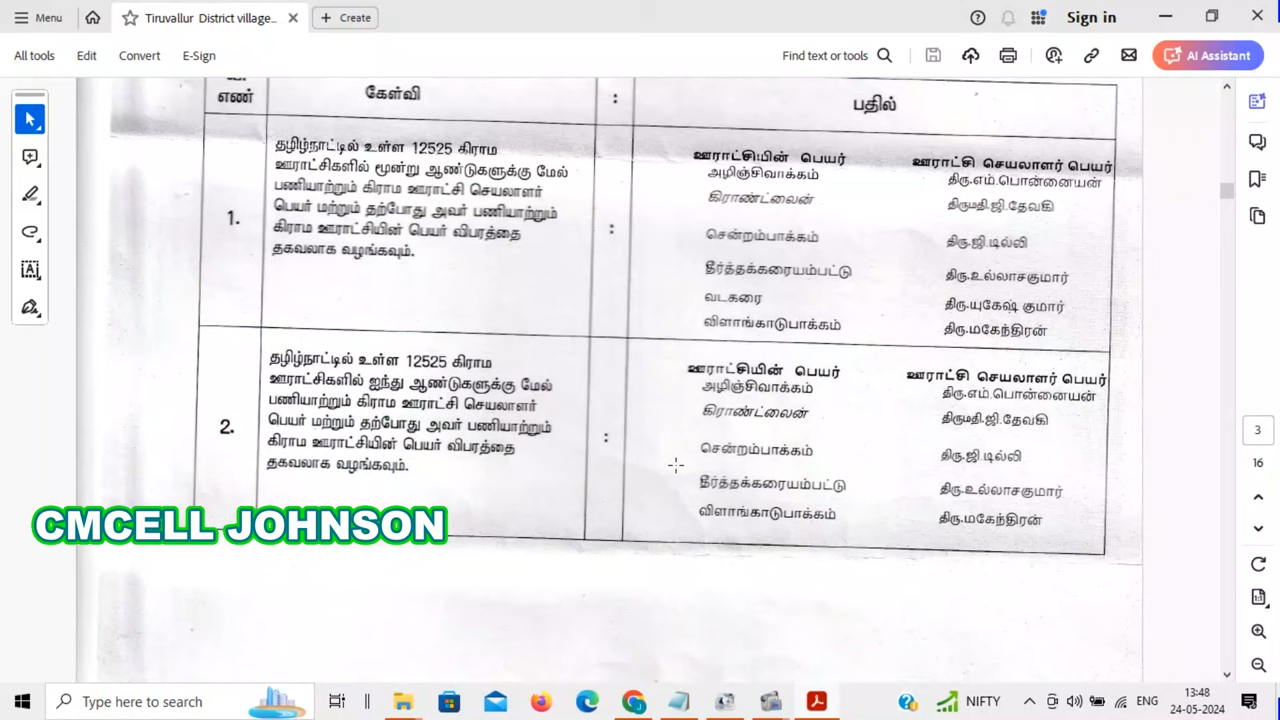 Menu
Tiruvallur District village...
Create
Sign in
All tools
Edit
Convert
E-Sign
Find text or tools
AI Assistant
எண்
கேள்வி
:
பதில்
1.
தமிழ்நாட்டில் உள்ள 12525 கிராம
ஊராட்சிகளில் மூன்று ஆண்டுகளுக்கு மேல்
பணியாற்றும் கிராம ஊராட்சி செயலாளர்
பெயர் மற்றும் தற்போது அவர் பணியாற்றும்
கிராம ஊராட்சியின் பெயர் விபரத்தை
தகவலாக வழங்கவும்.
:
ஊராட்சியின் பெயர் ஊராட்சி செயலாளர் பெயர்
அழிஞ்சிவாக்கம் திரு.எம்.பொன்னையன்
கிராண்ட்லைன் திருமதி.ஜி.தேவகி
சென்றம்பாக்கம் திரு.ஜி.டில்லி
தீர்த்தக்கரையம்பட்டு திரு.உல்லாசகுமார்
வடகரை திரு.யுகேஷ் குமார்
விளாங்காடுபாக்கம் திரு.மகேந்திரன்
2.
தமிழ்நாட்டில் உள்ள 12525 கிராம
ஊராட்சிகளில் ஐந்து ஆண்டுகளுக்கு மேல்
பணியாற்றும் கிராம ஊராட்சி செயலாளர்
பெயர் மற்றும் தற்போது அவர் பணியாற்றும்
கிராம ஊராட்சியின் பெயர் விபரத்தை
தகவலாக வழங்கவும்.
:
ஊராட்சியின் பெயர் ஊராட்சி செயலாளர் பெயர்
அழிஞ்சிவாக்கம் திரு.எம்.பொன்னையன்
கிராண்ட்லைன் திருமதி.ஜி.தேவகி
சென்றம்பாக்கம் திரு.ஜி.டில்லி
தீர்த்தக்கரையம்பட்டு திரு.உல்லாசகுமார்
விளாங்காடுபாக்கம் திரு.மகேந்திரன்
CMCELL JOHNSON
3
16
Type here to search
NIFTY
ENG
13:48
24-05-2024